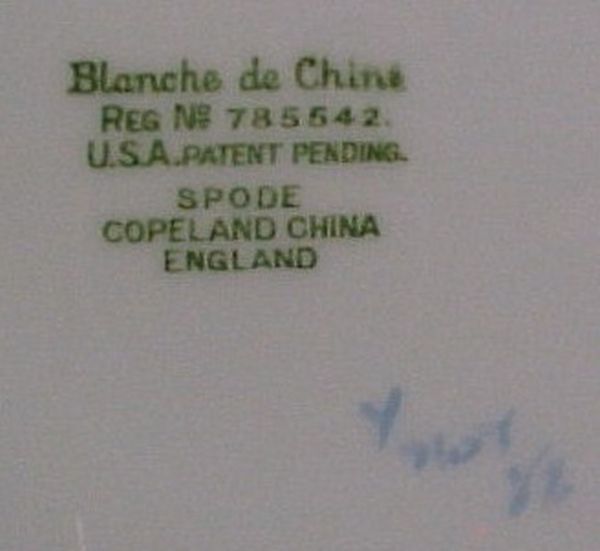 Blanche de Chine
REG Nº 785542.
U.S.A. PATENT PENDING.
SPODE
COPELAND CHINA
ENGLAND